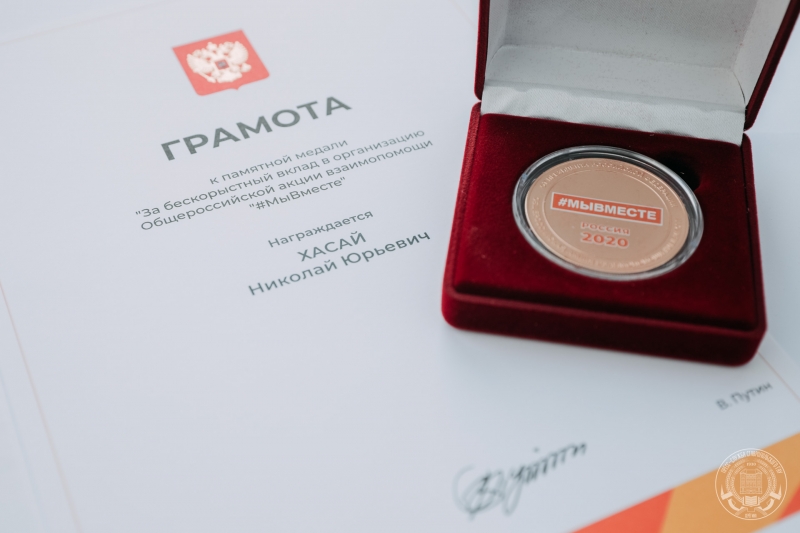 ГРАМОТА
к памятной медали
"За бескорыстный вклад в организацию
Общероссийской акции взаимопомощи
"#МыВместе"
Награждается
ХАСАЙ
Николай Юрьевич
#МЫВМЕСТЕ
РОССИЯ
2020
В. Путин